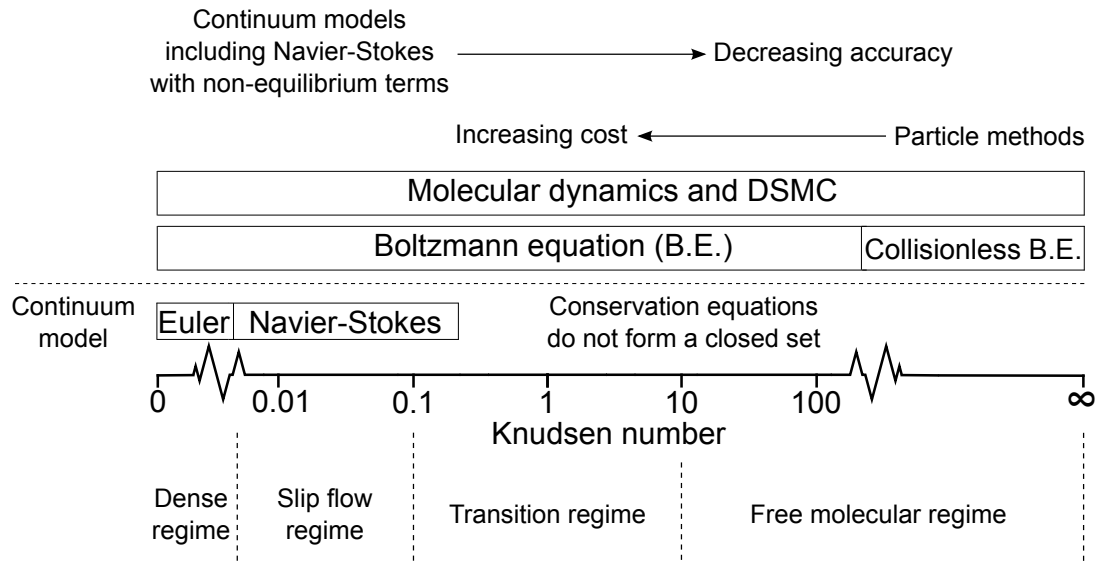 Continuum models
including Navier-Stokes
with non-equilibrium terms
Decreasing accuracy
Increasing cost
Particle methods
Molecular dynamics and DSMC
Boltzmann equation (B.E.)
Collisionless B.E.
Continuum
model
Euler
Navier-Stokes
Conservation equations
do not form a closed set
0
0.01
0.1
1
10
100
∞
Knudsen number
Dense
regime
Slip flow
regime
Transition regime
Free molecular regime